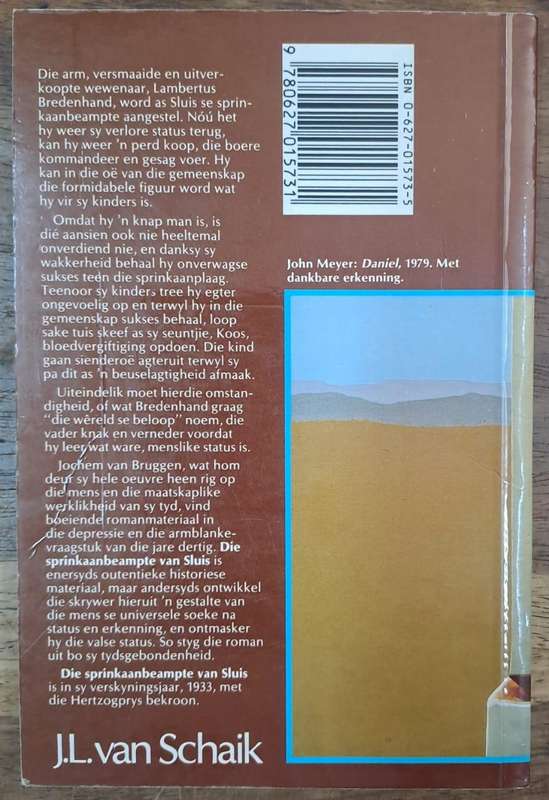 Die arm, versmaaide en uitver-
koopte wewenaar, Lambertus
Bredenhand, word as Sluis se sprin-
kaanbeampte aangestel. Nóú het
hy weer sy verlore status terug,
kan hy weer 'n perd koop, die boere
kommandeer en gesag voer. Hy
kan in die oë van die gemeenskap
die formidabele figuur word wat
hy vir sy kinders is.
Omdat hy 'n knap man is, is
dié aansien ook nie heeltemal
onverdiend nie, en danksy sy
wakkerheid behaal hy onverwagse
sukses teen die sprinkaanplaag.
Teenoor sy kinders tree hy egter
ongevoelig op en terwyl hy in die
gemeenskap sukses behaal, loop
sake tuis skeef as sy seuntjie, Koos,
bloedvergiftiging opdoen. Die kind
gaan sienderoë agteruit terwyl sy
pa dit as 'n beuselagtigheid afmaak.
Uiteindelik moet hierdie omstan-
digheid, of wat Bredenhand graag
"die wêreld se beloop" noem, die
vader knak en verneder voordat
hy leer wat ware, menslike status is.
Jochem van Bruggen, wat hom
deur sy hele oeuvre heen rig op
die mens en die maatskaplike
werklikheid van sy tyd, vind
boeiende romanmateriaal in
die depressie en die armblanke-
vraagstuk van die jare dertig. Die
sprinkaanbeampte van Sluis is
enersyds outentieke historiese
materiaal, maar andersyds ontwikkel
die skrywer hieruit 'n gestalte van
die mens se universele soeke na
status en erkenning, en ontmasker
hy die valse status. So styg die roman
uit bo sy tydsgebondenheid.
Die sprinkaanbeampte van Sluis
is in sy verskyningsjaar, 1933, met
die Hertzogprys bekroon.
J.L. van Schaik
ISBN 0-627-01573-5
9 780627 015731
John Meyer: Daniel, 1979. Met
dankbare erkenning.